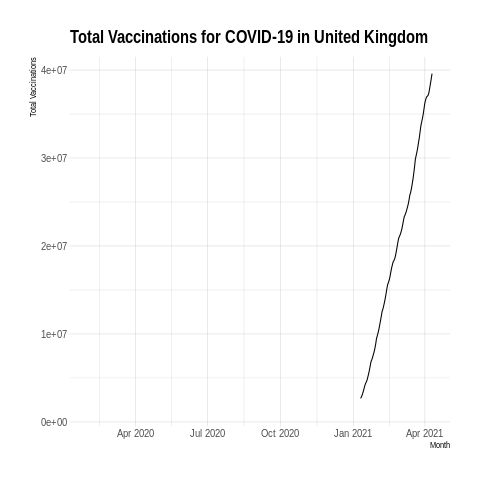 Total Vaccinations for COVID-19 in United Kingdom
Total Vaccinations
4e+07
3e+07
2e+07
1e+07
0e+00
Apr 2020 Jul 2020 Oct 2020 Jan 2021 Apr 2021
Month